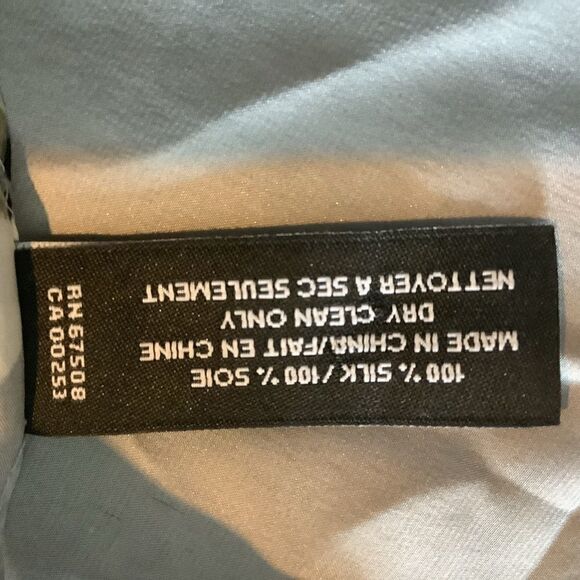 100% SILK/100% SOIE
MADE IN CHINA/FAIT EN CHINE
DRY CLEAN ONLY
NETTOYER A SEC SEULEMENT
RN 67508
CA 00253